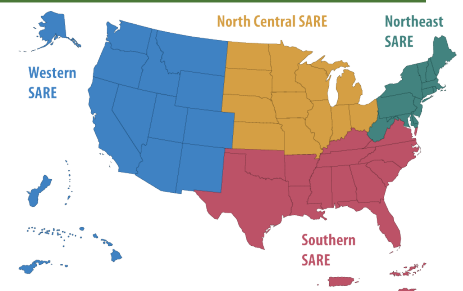 North Central SARE
Northeast
SARE
Western
SARE
Southern
SARE